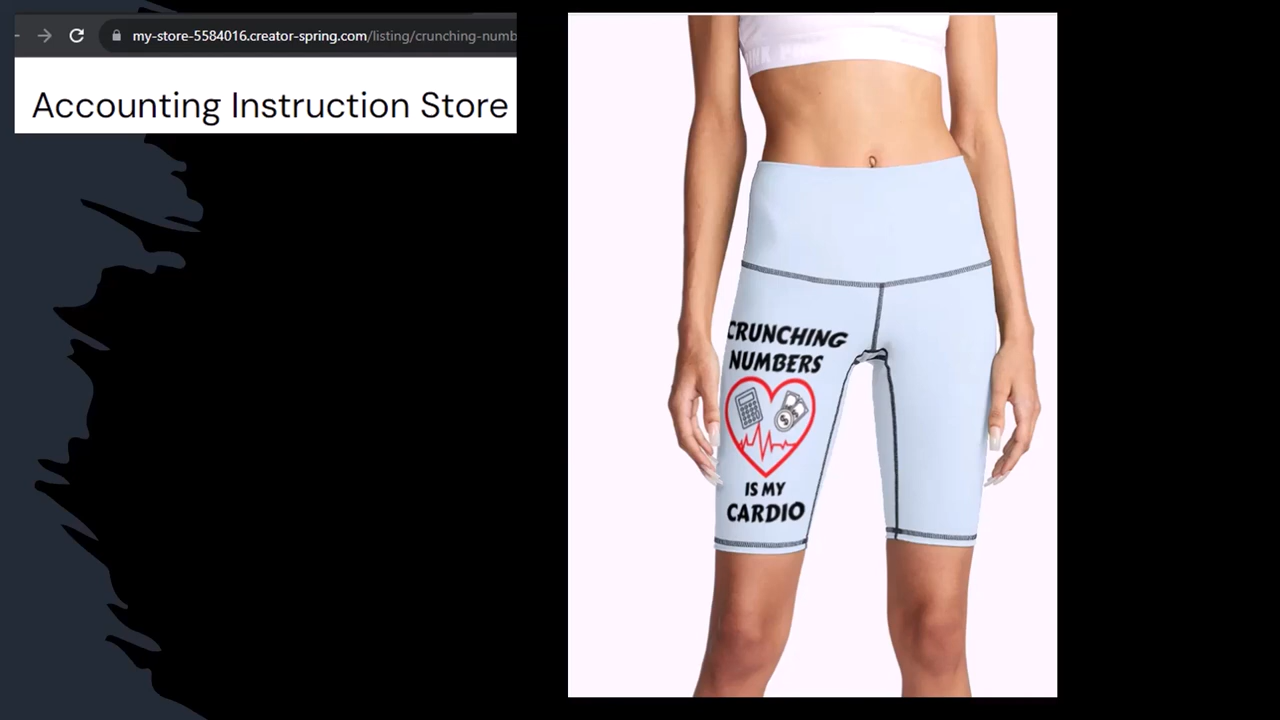 my-store-5584016.creator-spring.com/listing/crunching-numb
Accounting Instruction Store
CRUNCHING
NUMBERS
IS MY
CARDIO